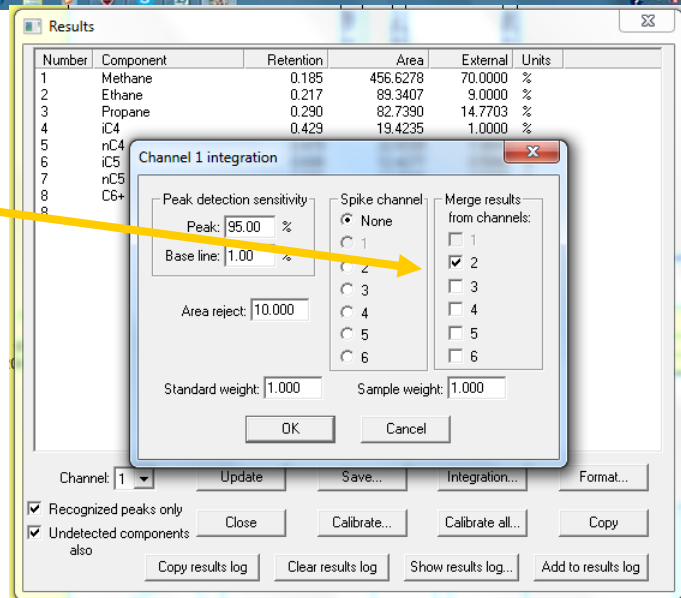 Results
Number Component Retention Area External Units
1 Methane 0.185 456.6278 70.0000 %
2 Ethane 0.217 89.3407 9.0000 %
3 Propane 0.290 82.7390 14.7703 %
4 iC4 0.429 19.4235 1.0000 %
5 nC4
6 iC5
7 nC5
8 C6+
Channel 1 integration
Peak detection sensitivity
Peak: 95.00 %
Base line: 1.00 %
Area reject: 10.000
Spike channel
None
1
2
3
4
5
6
Merge results
from channels:
1
2
3
4
5
6
Standard weight: 1.000 Sample weight: 1.000
OK Cancel
Channel: 1 Update Save... Integration... Format...
Recognized peaks only
Undetected components
also
Close Calibrate... Calibrate all... Copy
Copy results log Clear results log Show results log... Add to results log